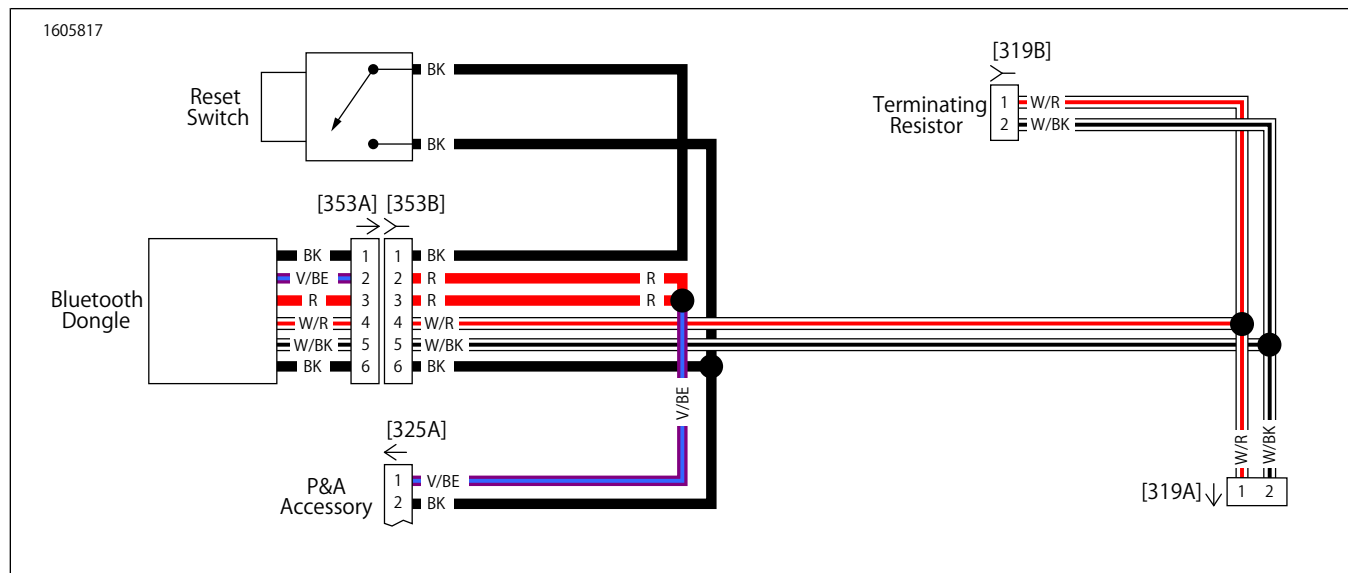 1605817
Reset
Switch
BK
BK
[319B]
Terminating
Resistor
1 W/R
2 W/BK
[353A] [353B]
Bluetooth
Dongle
BK 1 1 BK
V/BE 2 2 R R
R 3 3 R R
W/R 4 4 W/R
W/BK 5 5 W/BK
BK 6 6 BK
V/BE
[325A]
P&A
Accessory
1 V/BE
2 BK
W/R
W/BK
[319A] 1 2